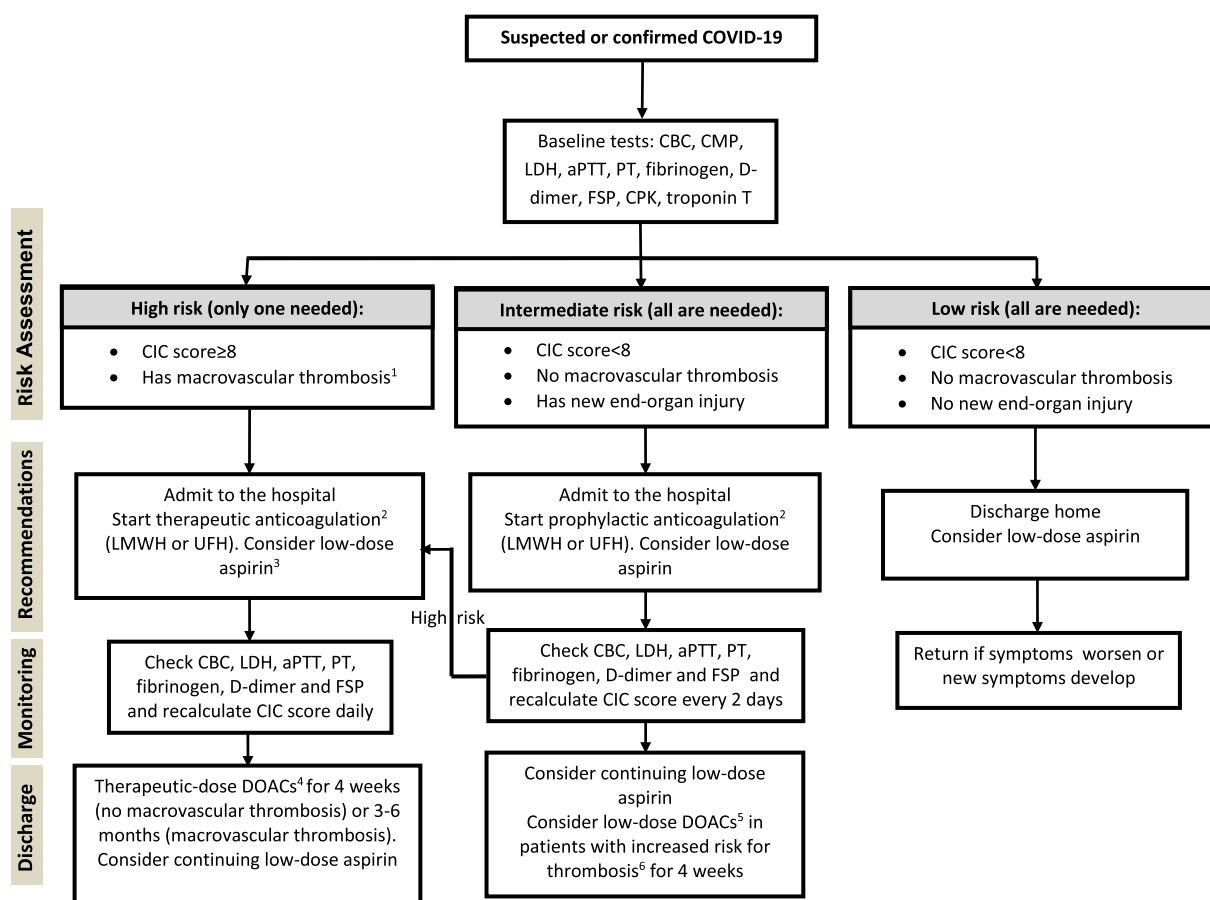 Suspected or confirmed COVID-19
Baseline tests: CBC, CMP,
LDH, aPTT, PT, fibrinogen, D-
dimer, FSP, CPK, troponin T
Risk Assessment
High risk (only one needed):
• CIC score≥8
• Has macrovascular thrombosis¹
Intermediate risk (all are needed):
• CIC score<8
• No macrovascular thrombosis
• Has new end-organ injury
Low risk (all are needed):
• CIC score<8
• No macrovascular thrombosis
• No new end-organ injury
Recommendations
Admit to the hospital
Start therapeutic anticoagulation²
(LMWH or UFH). Consider low-dose
aspirin³
Admit to the hospital
Start prophylactic anticoagulation²
(LMWH or UFH). Consider low-dose
aspirin
Discharge home
Consider low-dose aspirin
High risk
Monitoring
Check CBC, LDH, aPTT, PT,
fibrinogen, D-dimer and FSP
and recalculate CIC score daily
Check CBC, LDH, aPTT, PT,
fibrinogen, D-dimer and FSP and
recalculate CIC score every 2 days
Return if symptoms worsen or
new symptoms develop
Discharge
Therapeutic-dose DOACs⁴ for 4 weeks
(no macrovascular thrombosis) or 3-6
months (macrovascular thrombosis).
Consider continuing low-dose aspirin
Consider continuing low-dose
aspirin
Consider low-dose DOACs⁵ in
patients with increased risk for
thrombosis⁶ for 4 weeks